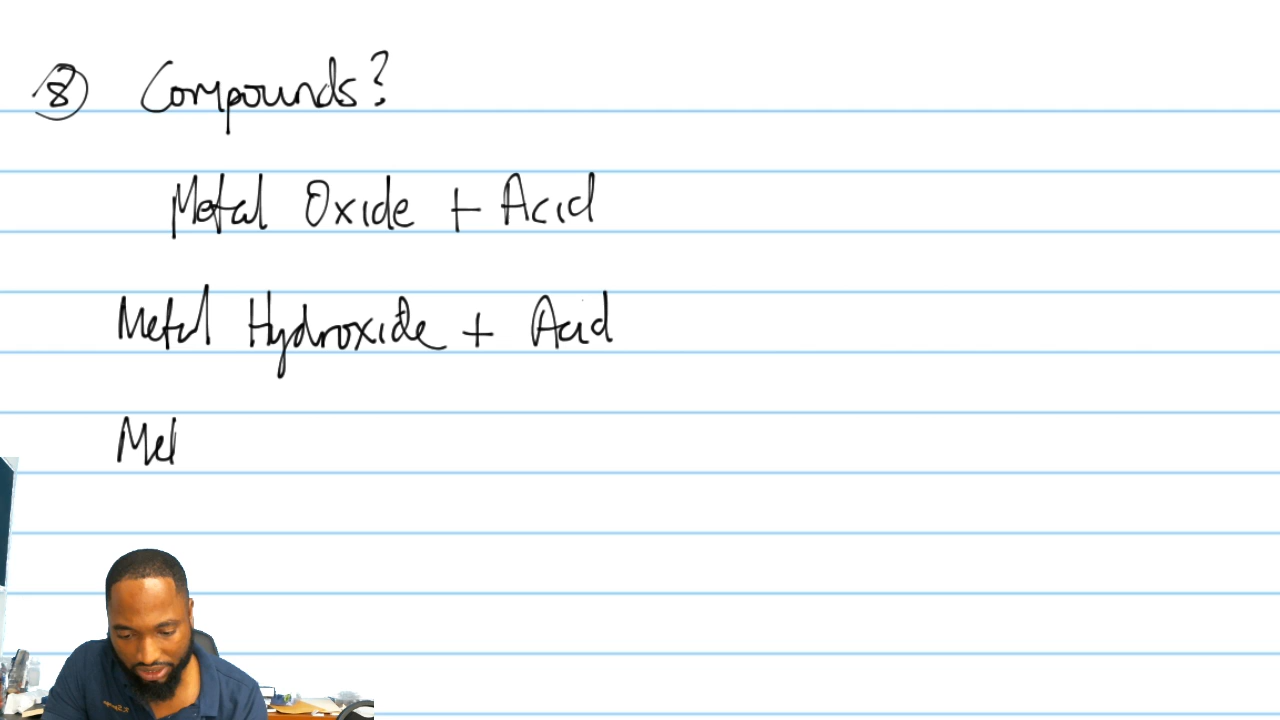 8 Compounds?
Metal Oxide + Acid
Metal Hydroxide + Acid
Met